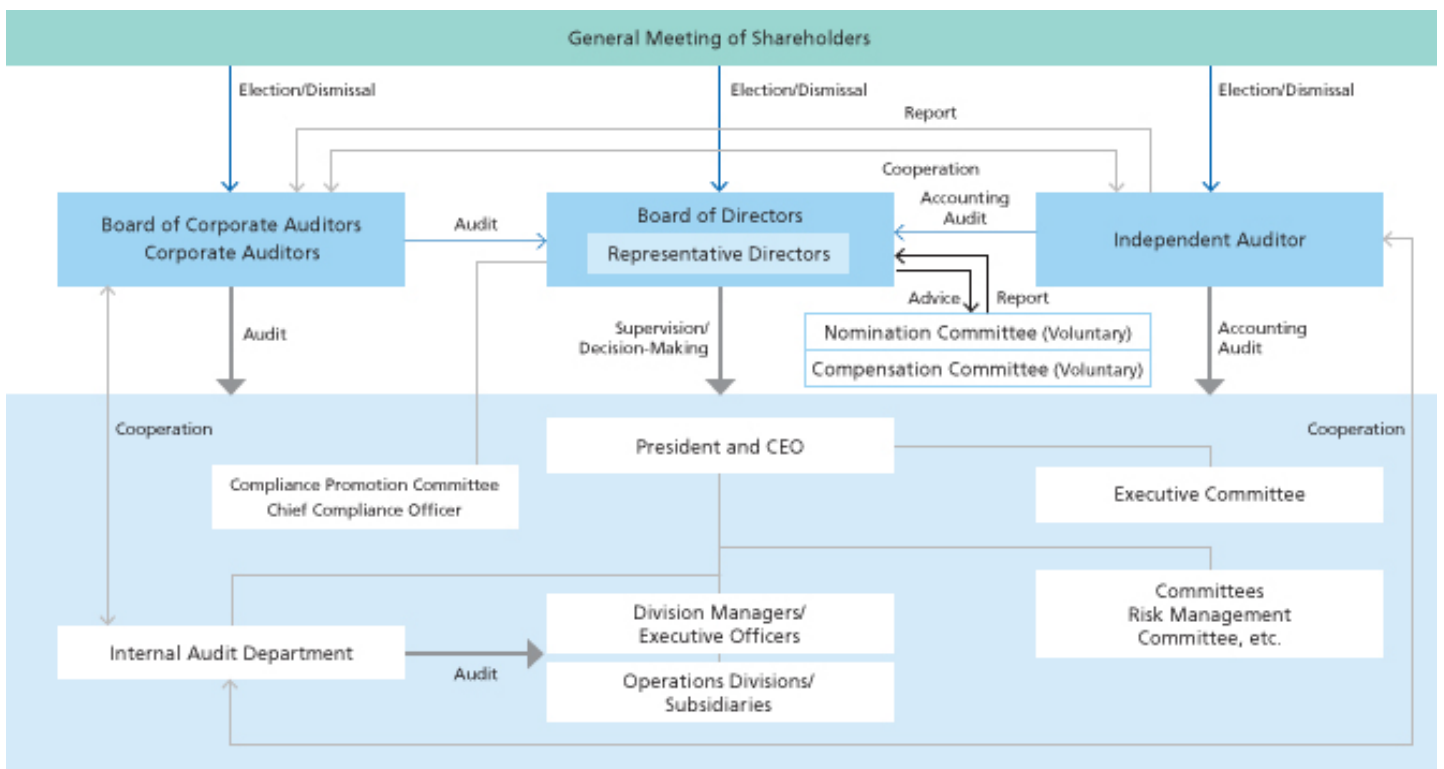 General Meeting of Shareholders
Election/Dismissal
Election/Dismissal
Election/Dismissal
Report
Cooperation
Board of Corporate Auditors
Corporate Auditors
Audit
Board of Directors
Representative Directors
Accounting
Audit
Independent Auditor
Audit
Supervision/
Decision-Making
Advice
Report
Nomination Committee (Voluntary)
Compensation Committee (Voluntary)
Accounting
Audit
Cooperation
Cooperation
President and CEO
Compliance Promotion Committee
Chief Compliance Officer
Executive Committee
Division Managers/
Executive Officers
Committees
Risk Management
Committee, etc.
Internal Audit Department
Audit
Operations Divisions/
Subsidiaries